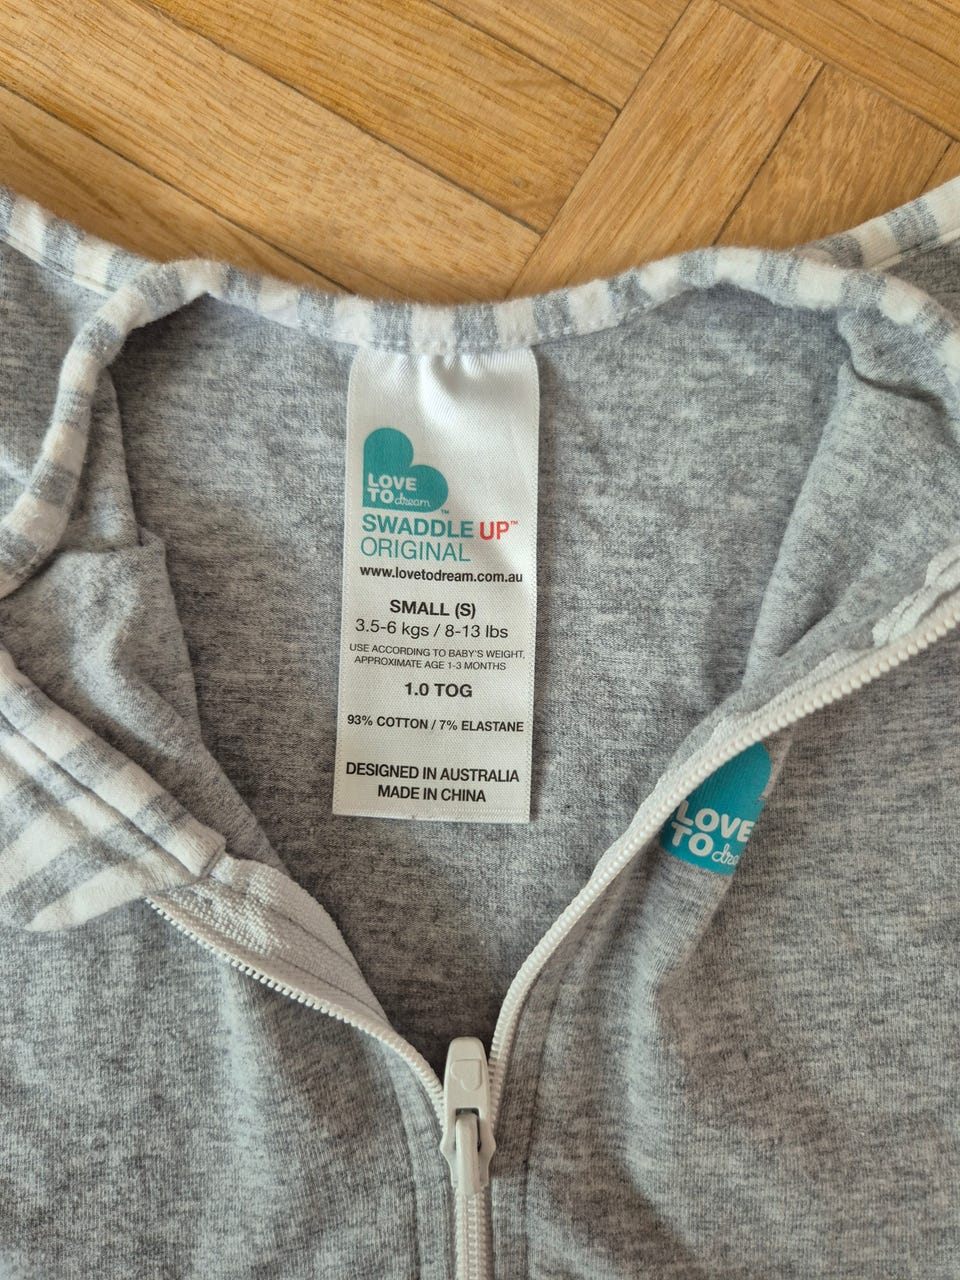 LOVE
TO dream™
SWADDLE UP™
ORIGINAL
www.lovetodream.com.au
SMALL (S)
3.5-6 kgs / 8-13 lbs
USE ACCORDING TO BABY'S WEIGHT,
APPROXIMATE AGE 1-3 MONTHS
1.0 TOG
93% COTTON / 7% ELASTANE
DESIGNED IN AUSTRALIA
MADE IN CHINA
LOVE
TO dre